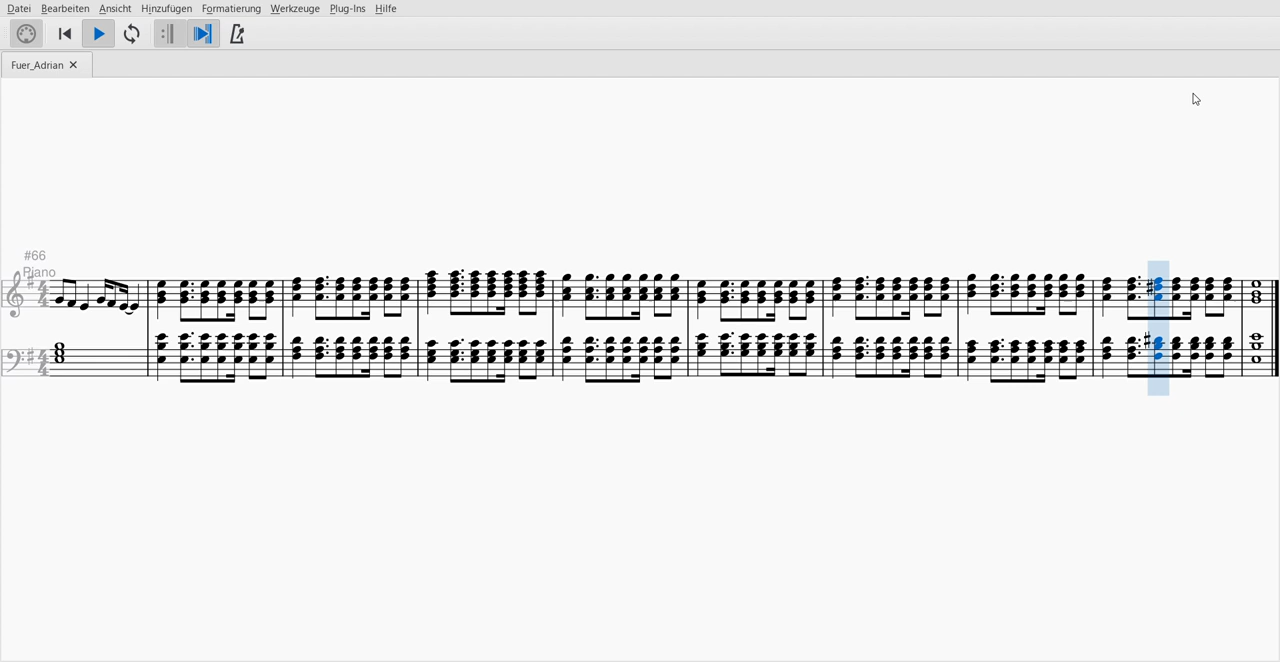 Datei Bearbeiten Ansicht Hinzufügen Formatierung Werkzeuge Plug-Ins Hilfe
Fuer_Adrian
#66
Piano